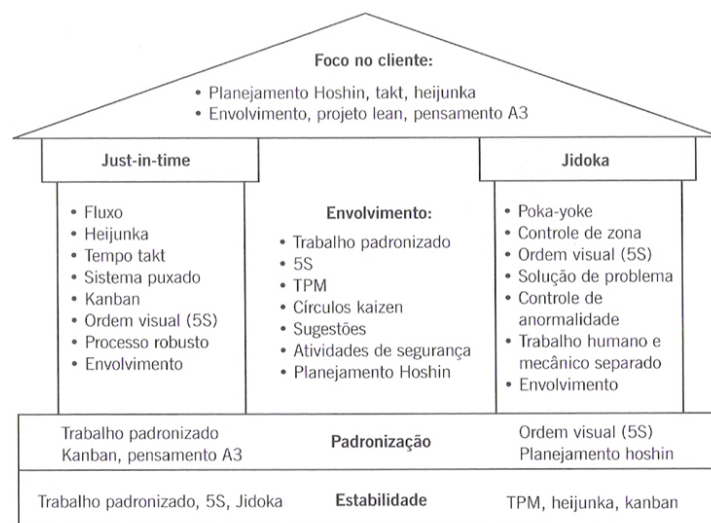 Foco no cliente:
• Planejamento Hoshin, takt, heijunka
• Envolvimento, projeto lean, pensamento A3
Just-in-time
• Fluxo
• Heijunka
• Tempo takt
• Sistema puxado
• Kanban
• Ordem visual (5S)
• Processo robusto
• Envolvimento
Envolvimento:
• Trabalho padronizado
• 5S
• TPM
• Círculos kaizen
• Sugestões
• Atividades de segurança
• Planejamento Hoshin
Jidoka
• Poka-yoke
• Controle de zona
• Ordem visual (5S)
• Solução de problema
• Controle de
anormalidade
• Trabalho humano e
mecânico separado
• Envolvimento
Trabalho padronizado
Kanban, pensamento A3
Padronização
Ordem visual (5S)
Planejamento hoshin
Trabalho padronizado, 5S, Jidoka
Estabilidade
TPM, heijunka, kanban